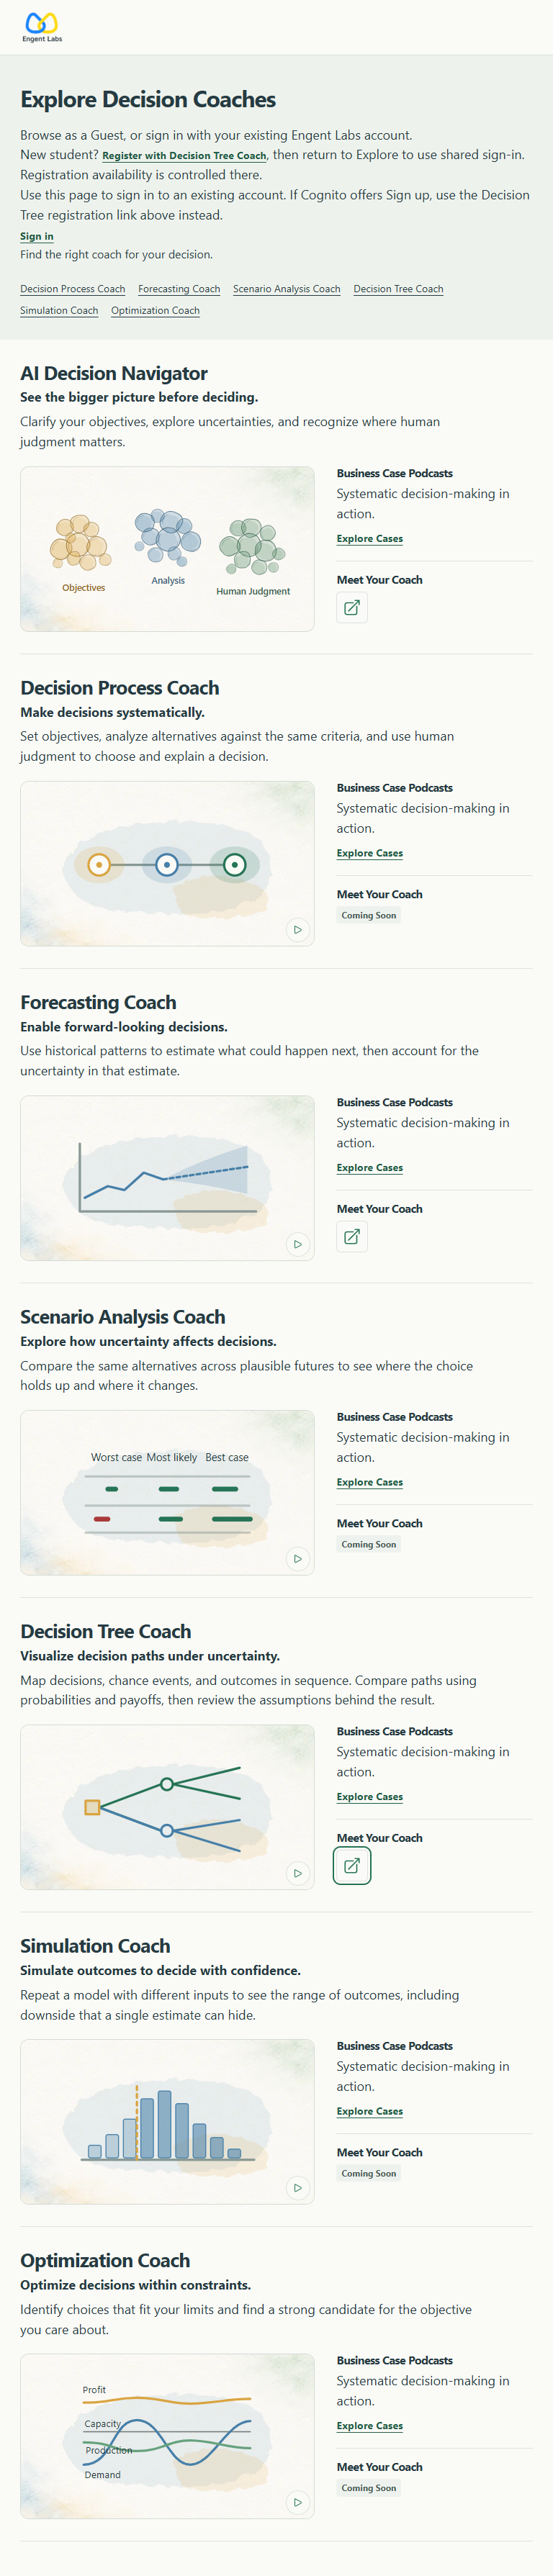 Engent Labs
Explore Decision Coaches
Browse as a Guest, or sign in with your existing Engent Labs account.
New student? Register with Decision Tree Coach, then return to Explore to use shared sign-in.
Registration availability is controlled there.
Use this page to sign in to an existing account. If Cognito offers Sign up, use the Decision
Tree registration link above instead.
Sign in
Find the right coach for your decision.
Decision Process Coach Forecasting Coach Scenario Analysis Coach Decision Tree Coach
Simulation Coach Optimization Coach
AI Decision Navigator
See the bigger picture before deciding.
Clarify your objectives, explore uncertainties, and recognize where human
judgment matters.
Objectives
Analysis
Human Judgment
Business Case Podcasts
Systematic decision-making in
action.
Explore Cases
Meet Your Coach
Decision Process Coach
Make decisions systematically.
Set objectives, analyze alternatives against the same criteria, and use human
judgment to choose and explain a decision.
Business Case Podcasts
Systematic decision-making in
action.
Explore Cases
Meet Your Coach
Coming Soon
Forecasting Coach
Enable forward-looking decisions.
Use historical patterns to estimate what could happen next, then account for the
uncertainty in that estimate.
Business Case Podcasts
Systematic decision-making in
action.
Explore Cases
Meet Your Coach
Scenario Analysis Coach
Explore how uncertainty affects decisions.
Compare the same alternatives across plausible futures to see where the choice
holds up and where it changes.
Worst case Most likely Best case
Business Case Podcasts
Systematic decision-making in
action.
Explore Cases
Meet Your Coach
Coming Soon
Decision Tree Coach
Visualize decision paths under uncertainty.
Map decisions, chance events, and outcomes in sequence. Compare paths using
probabilities and payoffs, then review the assumptions behind the result.
Business Case Podcasts
Systematic decision-making in
action.
Explore Cases
Meet Your Coach
Simulation Coach
Simulate outcomes to decide with confidence.
Repeat a model with different inputs to see the range of outcomes, including
downside that a single estimate can hide.
Business Case Podcasts
Systematic decision-making in
action.
Explore Cases
Meet Your Coach
Coming Soon
Optimization Coach
Optimize decisions within constraints.
Identify choices that fit your limits and find a strong candidate for the objective
you care about.
Profit
Capacity
Production
Demand
Business Case Podcasts
Systematic decision-making in
action.
Explore Cases
Meet Your Coach
Coming Soon